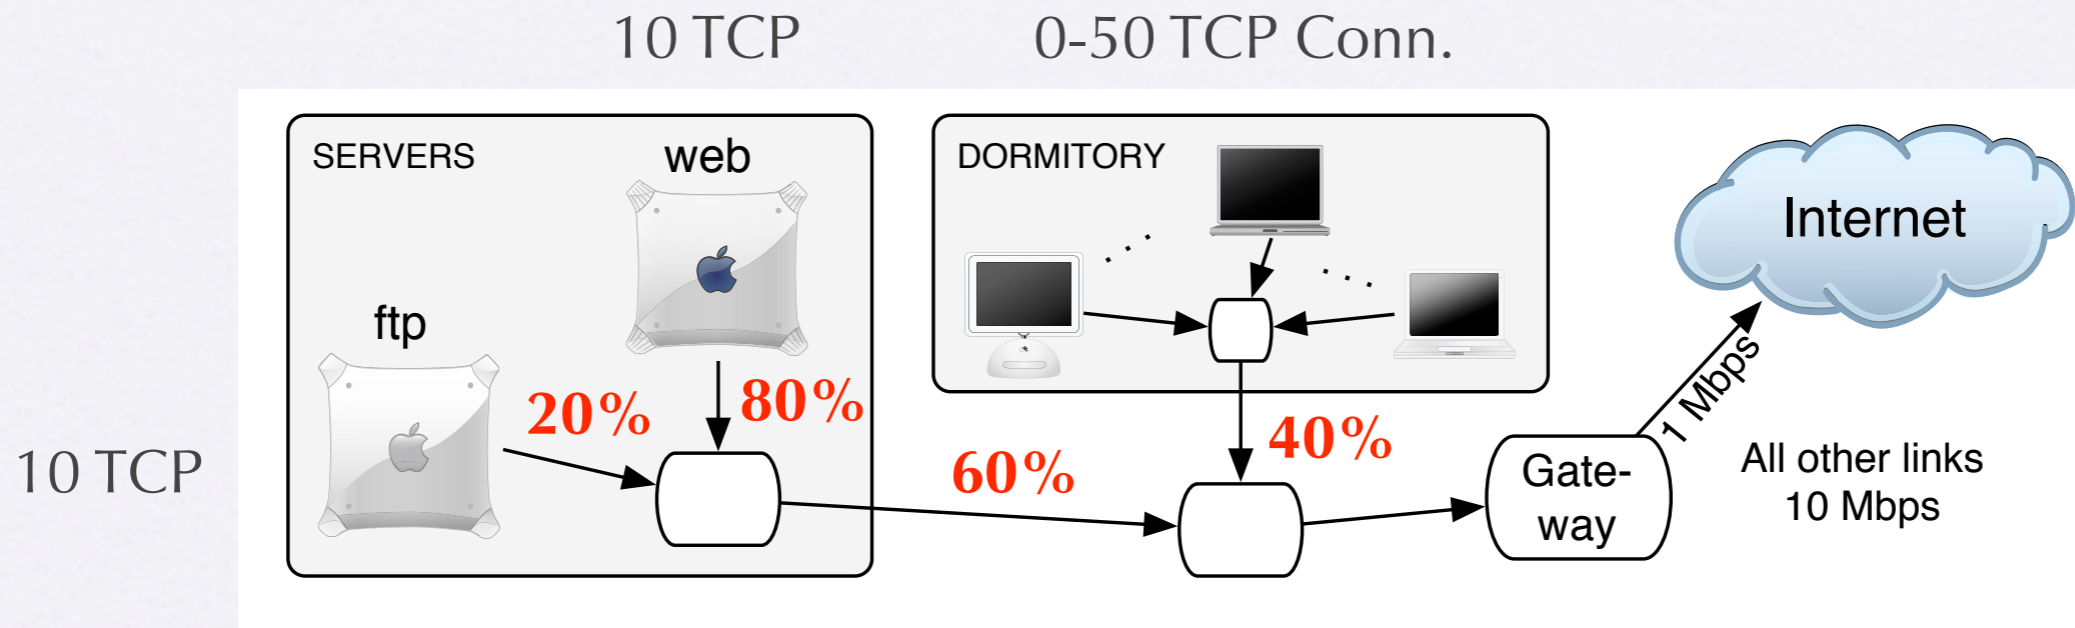 10 TCP
0-50 TCP Conn.
SERVERS
web
DORMITORY
Internet
ftp
20%
80%
1 Mbps
10 TCP
60%
40%
Gate-
way
All other links
10 Mbps